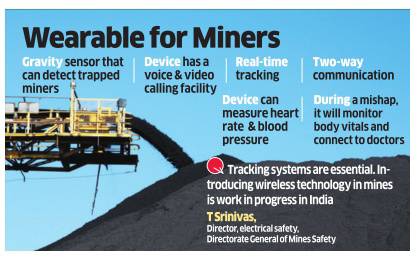 Wearable for Miners
Gravity sensor that
can detect trapped
miners
Device has a
voice & video
calling facility
Real-time
tracking
Two-way
communication
Device can
measure heart
rate & blood
pressure
During a mishap,
it will monitor
body vitals and
connect to doctors
Tracking systems are essential. In-
troducing wireless technology in mines
is work in progress in India
T Srinivas,
Director, electrical safety,
Directorate General of Mines Safety